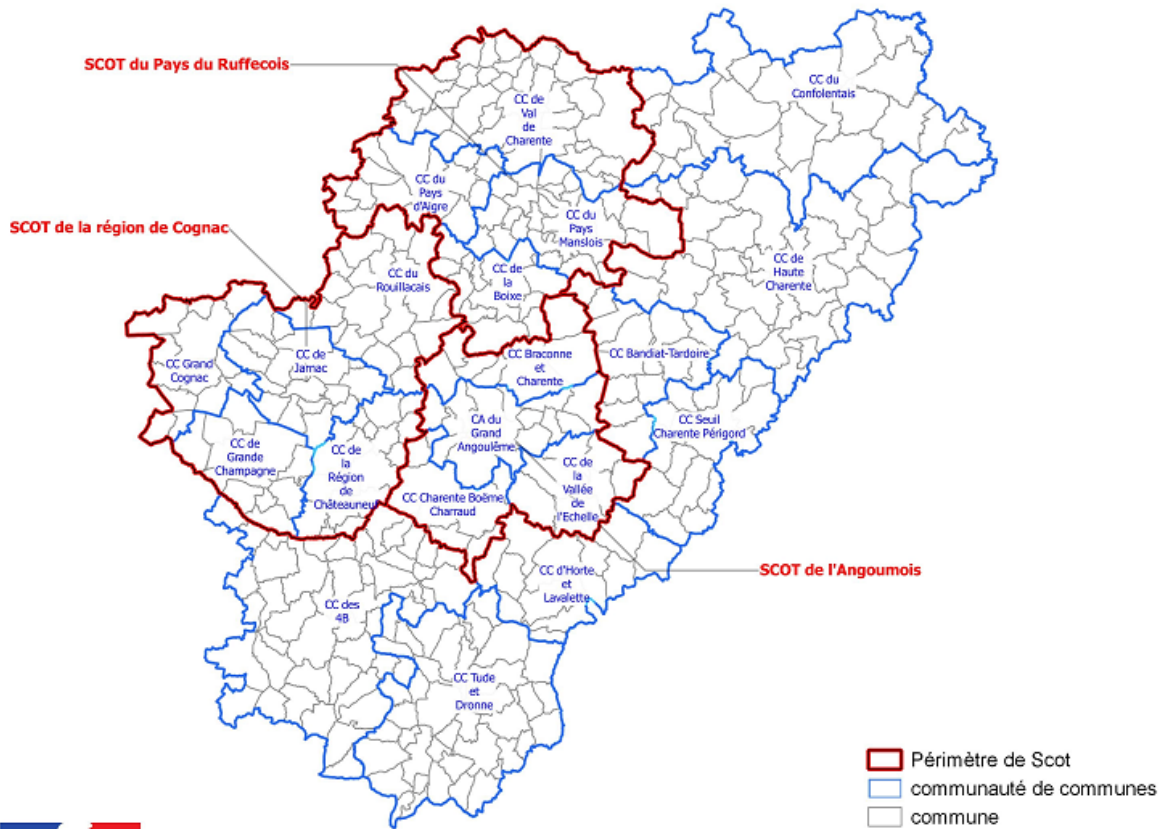 SCOT du Pays du Ruffecois
CC du
Confolentais
CC de
Val
de
Charente
CC du
Pays
d'Aigre
SCOT de la région de Cognac
CC du
Pays
Manslois
CC de
Haute
Charente
CC du
Rouillacais
CC de
la
Boixe
CC Grand
Cognac
CC de
Jarnac
CC Braconne
et
Charente
CC Bandiat-Tardoire
CC de
Grande
Champagne
CC de
la
Région
de
Châteauneuf
CA du
Grand
Angoulême
CC Seuil
Charente Périgord
CC de
la
Vallée
de
l'Echelle
CC Charente Boëme
Charraud
SCOT de l'Angoumois
CC d'Horte
et
Lavalette
CC des
4B
CC Tude
et
Dronne
Périmètre de Scot
communauté de communes
commune